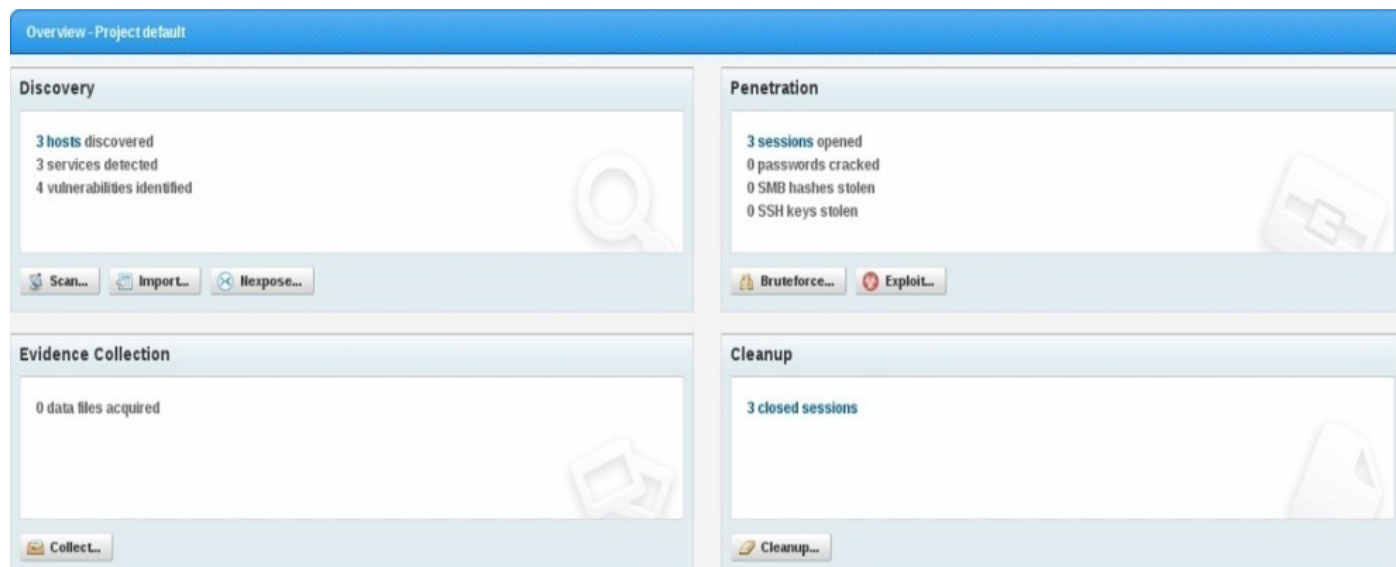 Overview - Project default
Discovery
3 hosts discovered
3 services detected
4 vulnerabilities identified
Scan...
Import...
Nexpose...
Penetration
3 sessions opened
0 passwords cracked
0 SMB hashes stolen
0 SSH keys stolen
Bruteforce...
Exploit...
Evidence Collection
0 data files acquired
Collect...
Cleanup
3 closed sessions
Cleanup...